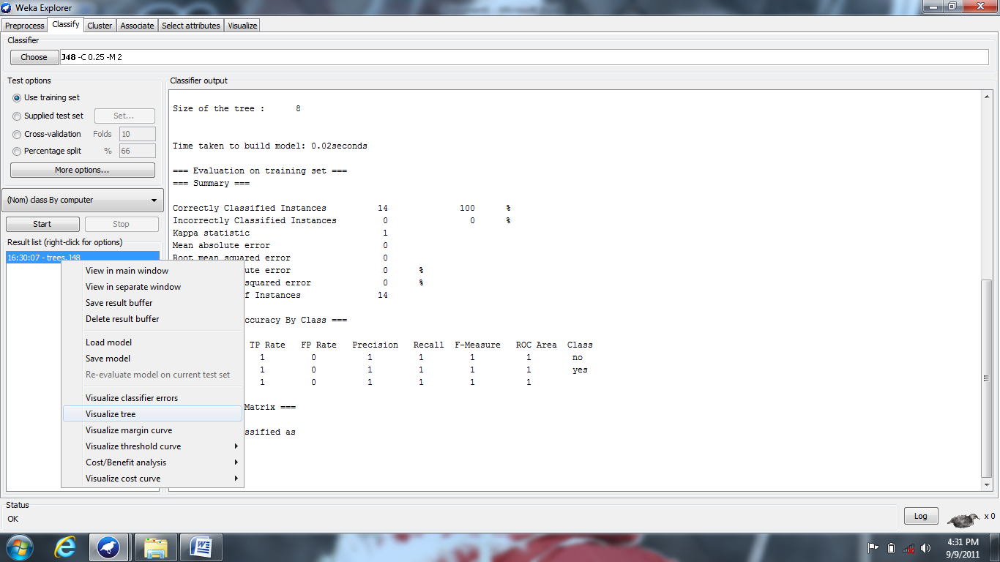 Weka Explorer
Preprocess Classify Cluster Associate Select attributes Visualize
Classifier
Choose J48 -C 0.25 -M 2
Test options
Use training set
Supplied test set Set...
Cross-validation Folds 10
Percentage split % 66
More options...
(Nom) class By computer
Start Stop
Result list (right-click for options)
16:30:07 - trees.J48
View in main window
View in separate window
Save result buffer
Delete result buffer
Load model
Save model
Re-evaluate model on current test set
Visualize classifier errors
Visualize tree
Visualize margin curve
Visualize threshold curve
Cost/Benefit analysis
Visualize cost curve
Classifier output
Size of the tree : 8
Time taken to build model: 0.02seconds
=== Evaluation on training set ===
=== Summary ===
Correctly Classified Instances 14 100 %
Incorrectly Classified Instances 0 0 %
Kappa statistic 1
Mean absolute error 0
Root mean squared error 0
ute error 0 %
squared error 0 %
f Instances 14
ccuracy By Class ===
TP Rate FP Rate Precision Recall F-Measure ROC Area Class
1 0 1 1 1 1 no
1 0 1 1 1 1 yes
1 0 1 1 1 1
Matrix ===
ssified as
Status
OK
Log x 0
4:31 PM
9/9/2011